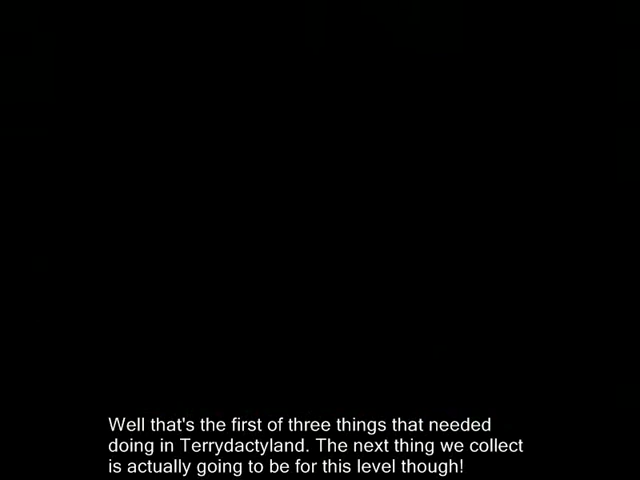 Well that's the first of three things that needed
doing in Terrydactyland. The next thing we collect
is actually going to be for this level though!